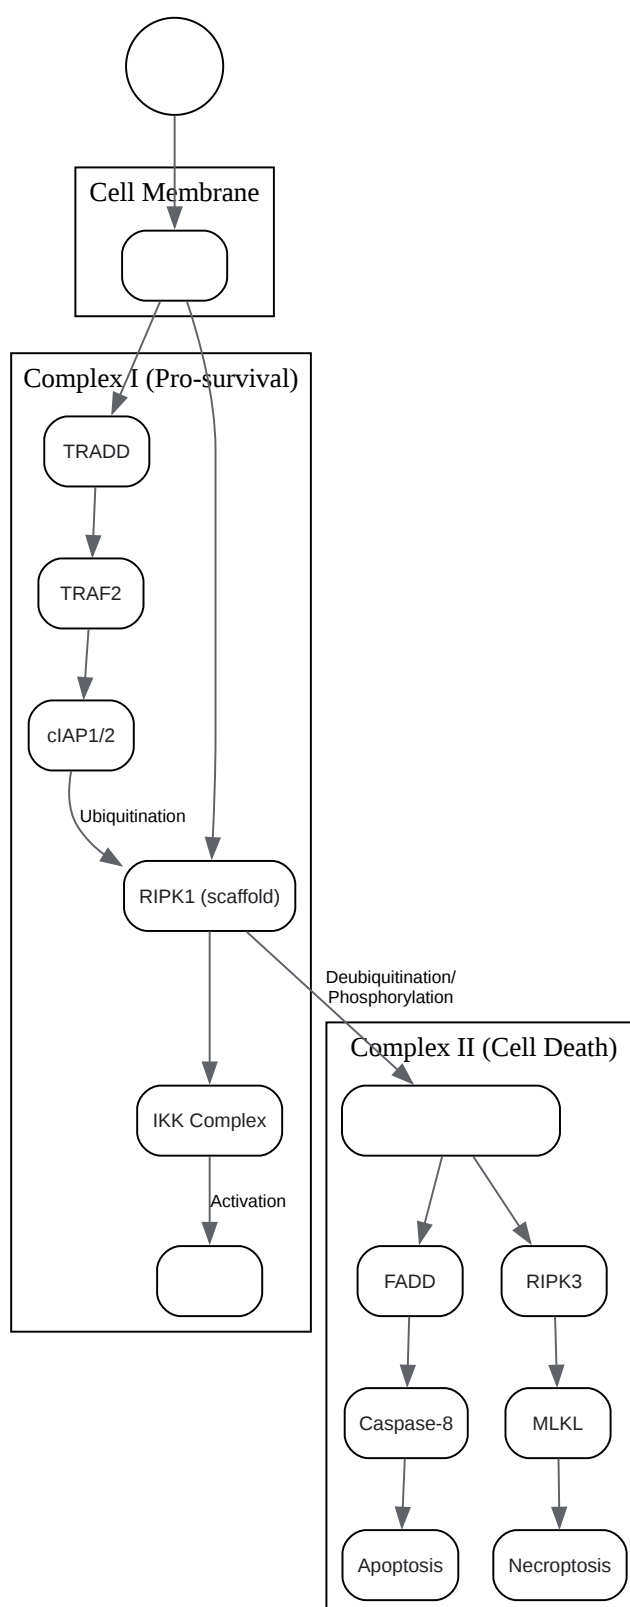 Cell Membrane
Complex I (Pro-survival)
TRADD
TRAF2
cIAP1/2
Ubiquitination
RIPK1 (scaffold)
Deubiquitination/
Phosphorylation
Complex II (Cell Death)
IKK Complex
Activation
FADD
RIPK3
Caspase-8
MLKL
Apoptosis
Necroptosis